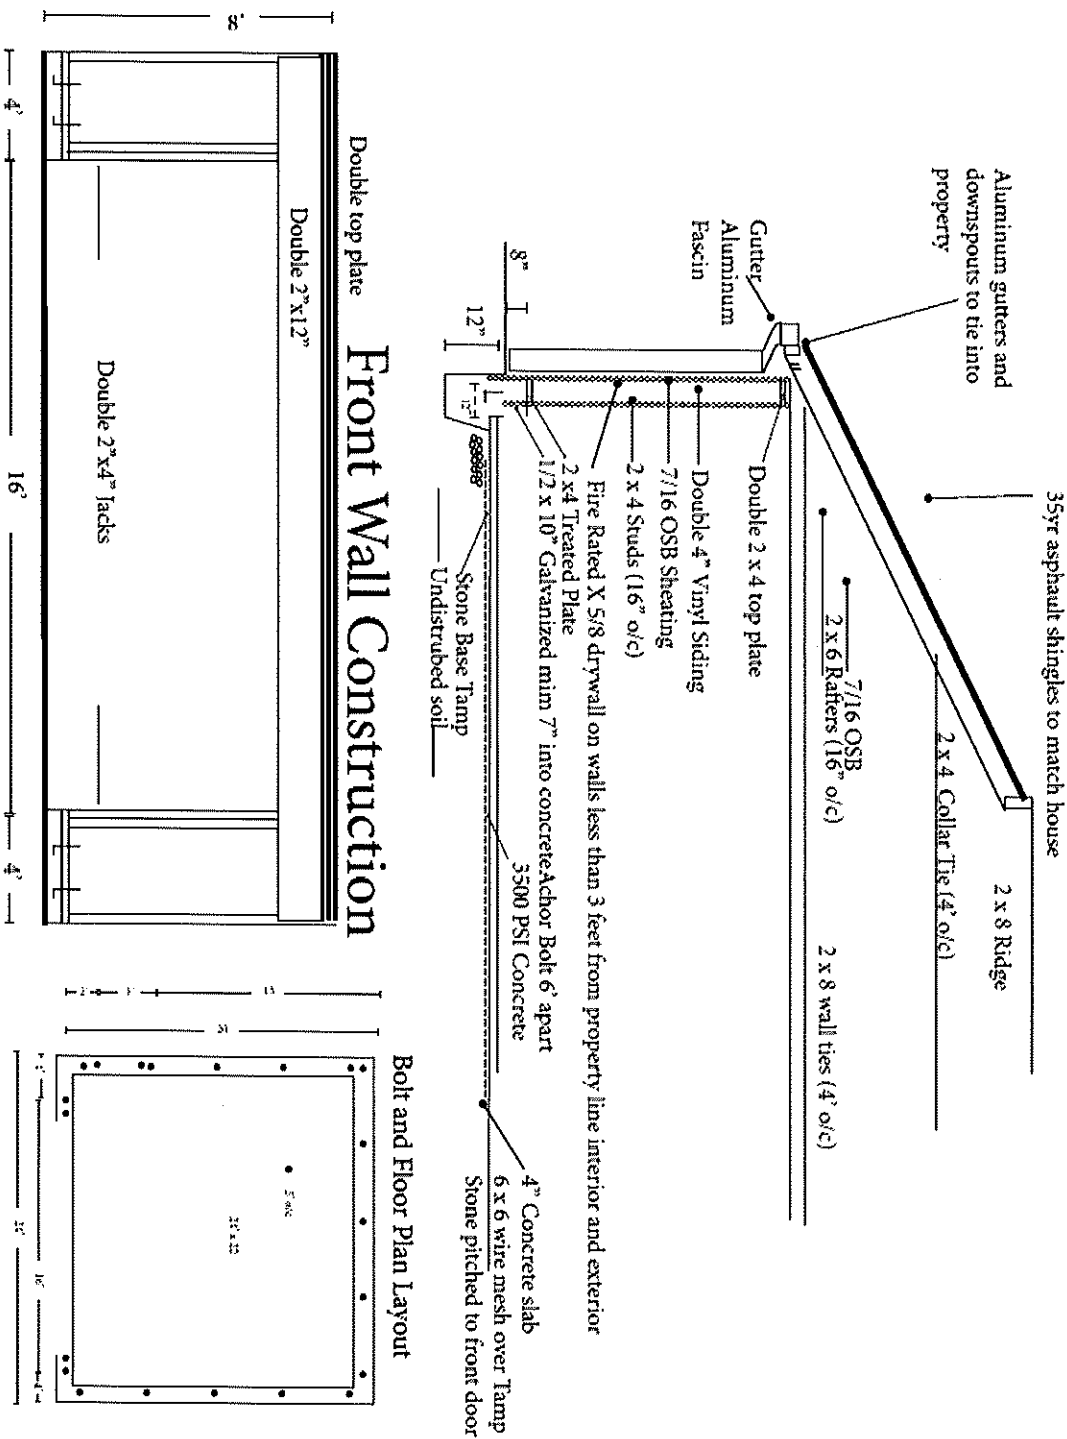 35yr asphault shingles to match house
Aluminum gutters and
downspouts to tie into
property
2 x 8 Ridge
2 x 4 Collar Tie (4' o/c)
7/16 OSB
2 x 6 Rafters (16" o/c)
2 x 8 wall ties (4' o/c)
Gutter
Aluminum
Fascin
Double 2 x 4 top plate
Double 4" Vinyl Siding
7/16 OSB Sheating
2 x 4 Studs (16" o/c)
Fire Rated X 5/8 drywall on walls less than 3 feet from property line interior and exterior
2 x4 Treated Plate
1/2 x 10" Galvanized mim 7" into concreteAchor Bolt 6' apart
8"
12"
12"
3500 PSI Concrete
4" Concrete slab
6 x 6 wire mesh over Tamp
Stone pitched to front door
Stone Base Tamp
Undistrubed soil
Front Wall Construction
Double top plate
Double 2"x12"
Double 2"x4" Jacks
8'
4'
16'
4'
Bolt and Floor Plan Layout
16'